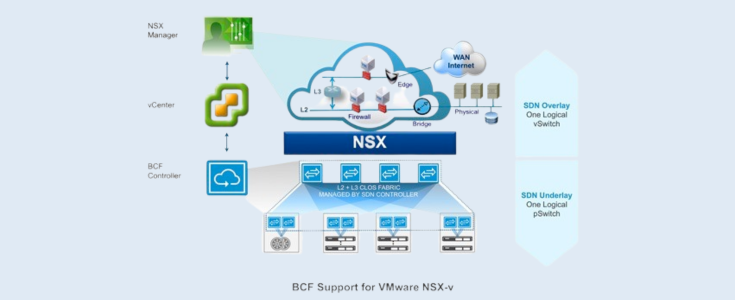 NSX
Manager
vCenter
BCF
Controller
WAN
Internet
Edge
L3
L2
Firewall
Bridge
Physical
NSX
L2 + L3 CLOS FABRIC
MANAGED BY SDN CONTROLLER
SDN Overlay
One Logical
vSwitch
SDN Underlay
One Logical
pSwitch
BCF Support for VMware NSX-v